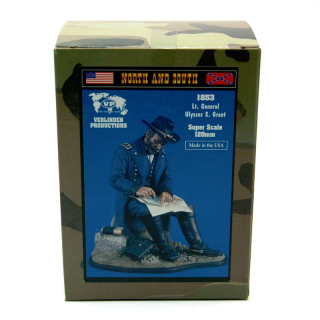 NORTH AND SOUTH
VP
VERLINDEN
PRODUCTIONS
1853
Lt. General
Ulysses S. Grant
Super Scale
120mm
Made in the USA